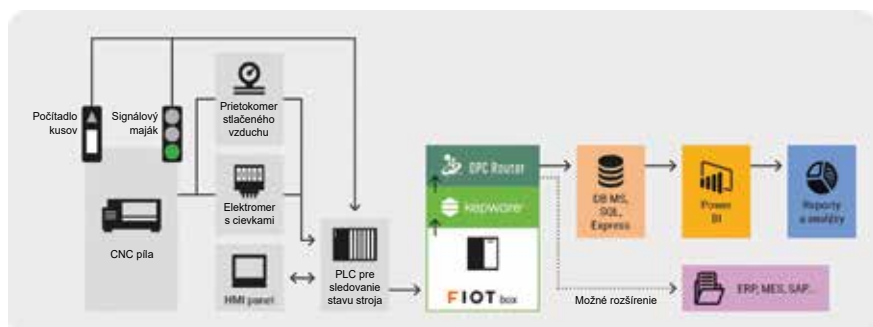 Počítadlo
kusov
Signálový
maják
CNC píla
Prietokomer
stlačeného
vzduchu
Elektromer
s cievkami
HMI panel
PLC pre
sledovanie
stavu stroja
OPC Router
kepware
FIOT box
DB MS,
SQL,
Express
Power
BI
Reporty
a analýzy
Možné rozšírenie
ERP, MES, SAP...